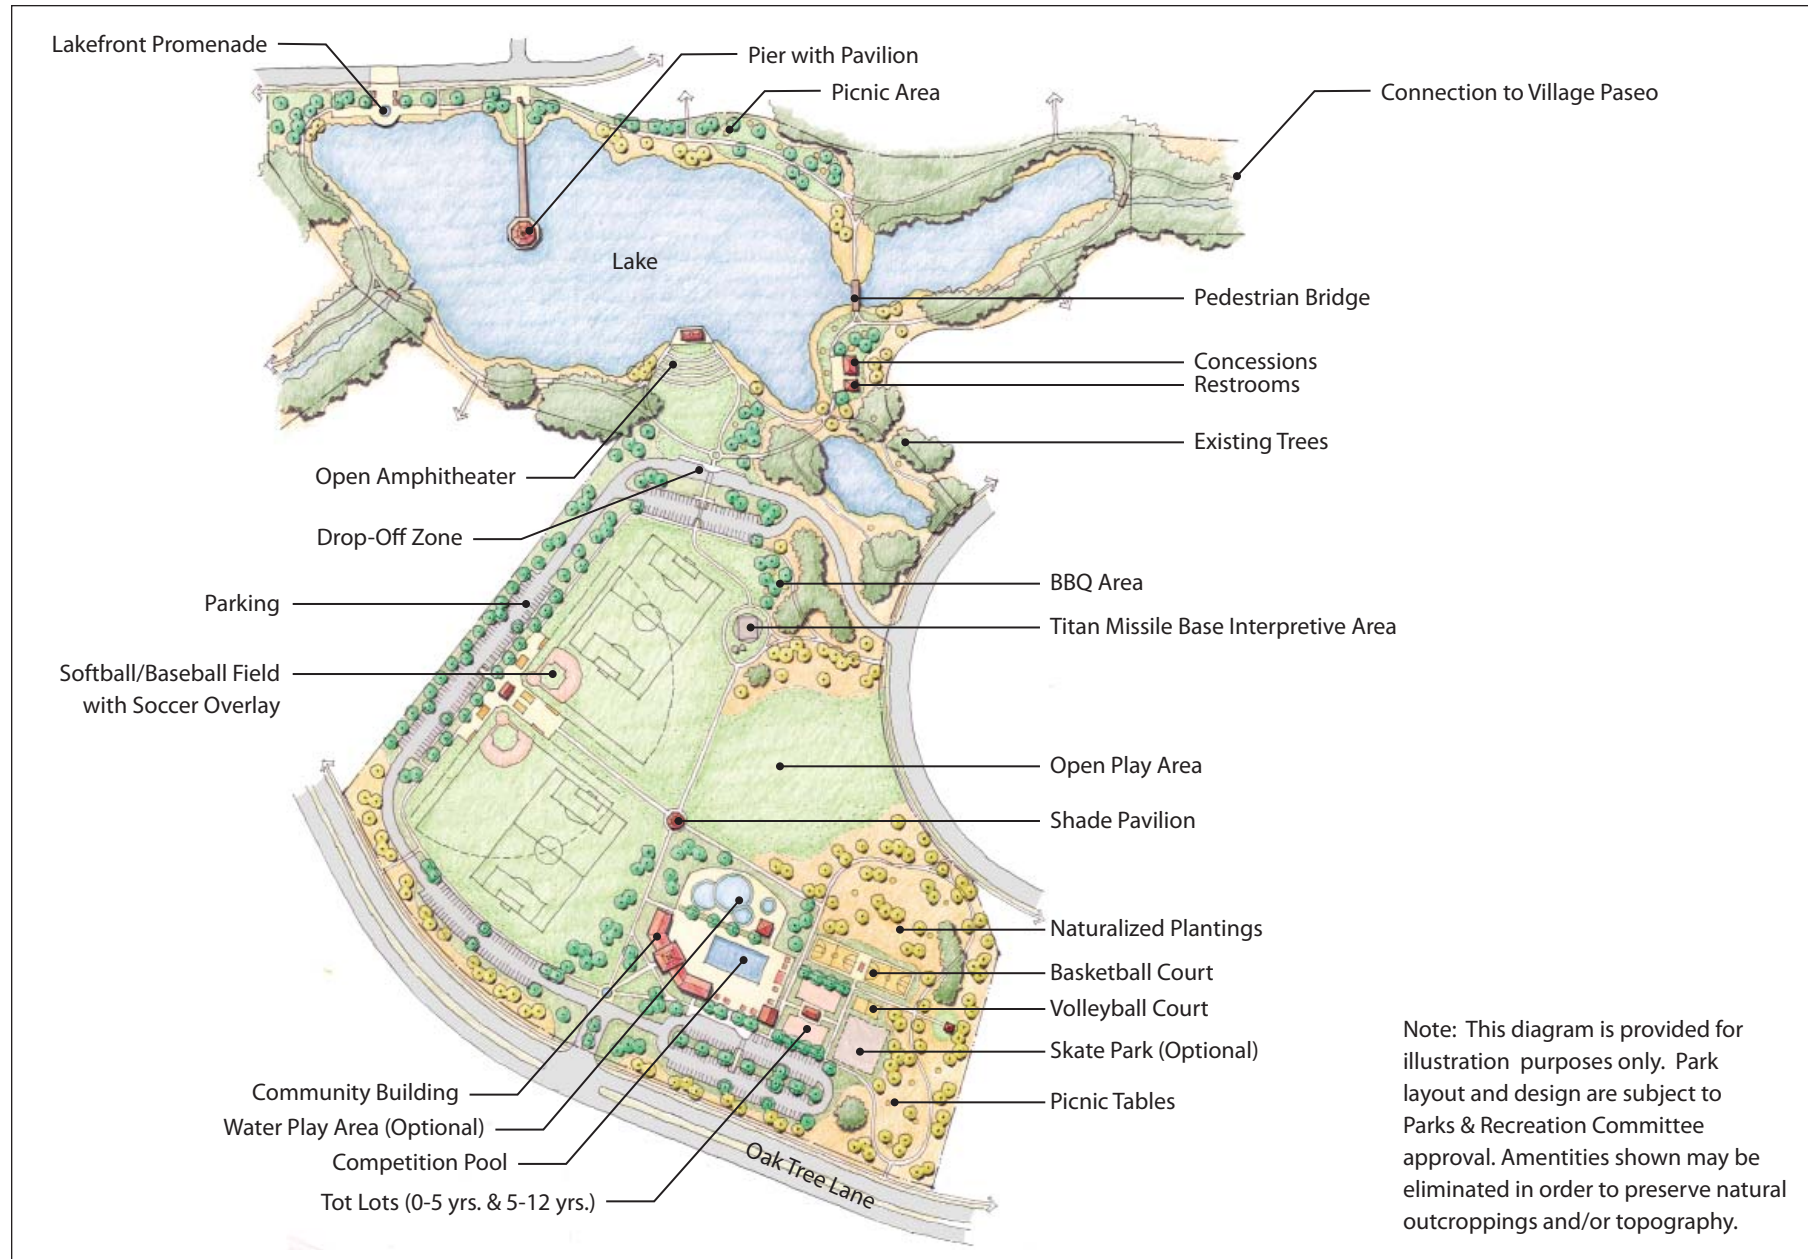 Lakefront Promenade
Pier with Pavilion
Picnic Area
Connection to Village Paseo
Lake
Pedestrian Bridge
Concessions
Restrooms
Existing Trees
Open Amphitheater
Drop-Off Zone
BBQ Area
Parking
Titan Missile Base Interpretive Area
Softball/Baseball Field
with Soccer Overlay
Open Play Area
Shade Pavilion
Naturalized Plantings
Basketball Court
Volleyball Court
Skate Park (Optional)
Picnic Tables
Community Building
Water Play Area (Optional)
Competition Pool
Tot Lots (0-5 yrs. & 5-12 yrs.)
Oak Tree Lane
Note: This diagram is provided for
illustration purposes only. Park
layout and design are subject to
Parks & Recreation Committee
approval. Amentities shown may be
eliminated in order to preserve natural
outcroppings and/or topography.